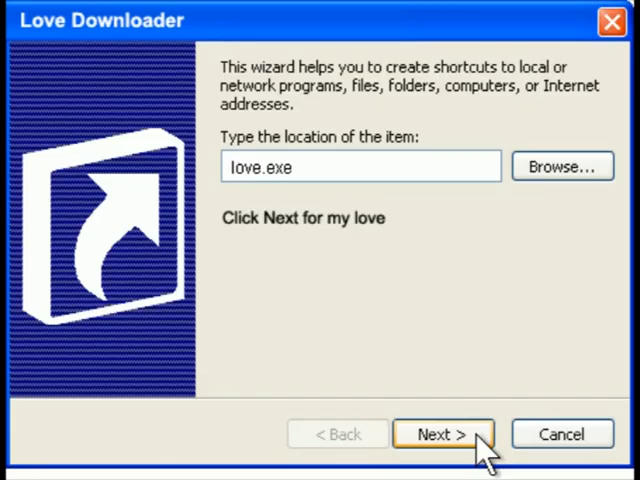 Love Downloader
This wizard helps you to create shortcuts to local or
network programs, files, folders, computers, or Internet
addresses.
Type the location of the item:
love.exe
Browse...
Click Next for my love
< Back
Next >
Cancel